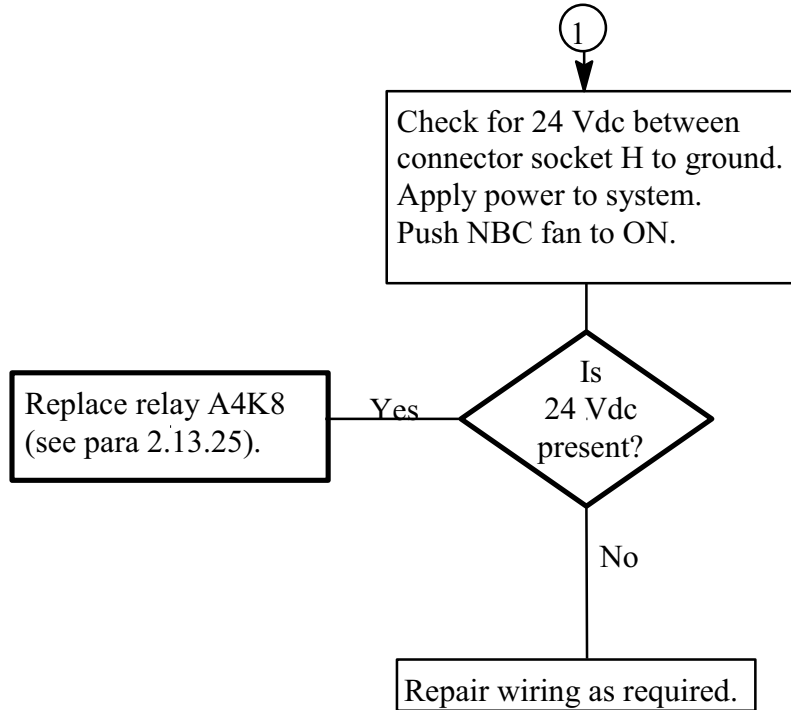 1
Check for 24 Vdc between
connector socket H to ground.
Apply power to system.
Push NBC fan to ON.
Is
24 Vdc
present?
Yes
Replace relay A4K8
(see para 2.13.25).
No
Repair wiring as required.